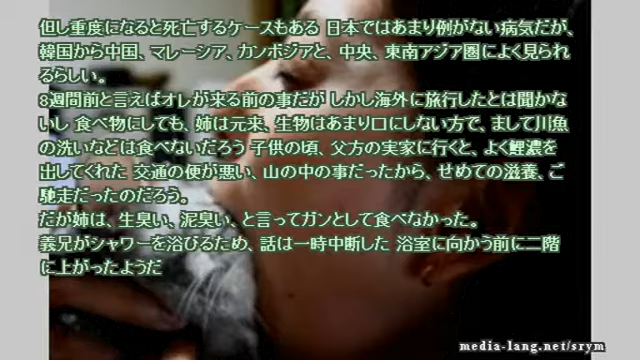 但し重度になると死亡するケースもある 日本ではあまり例がない病気だが、
韓国から中国、マレーシア、カンボジアと、中央、東南アジア圏によく見られ
るらしい。
8週間前と言えばオレが来る前の事だが しかし海外に旅行したとは聞かな
いし 食べ物にしても、姉は元来、生物はあまり口にしない方で、まして川魚
の洗いなどは食べないだろう 子供の頃、父方の実家に行くと、よく鯉濃を
出してくれた 交通の便が悪い、山の中の事だったから、せめての滋養、ご
馳走だったのだろう。
だが姉は、生臭い、泥臭い、と言ってガンとして食べなかった。
義兄がシャワーを浴びるため、話は一時中断した 浴室に向かう前に二階
に上がったようだ
media-lang.net/srym